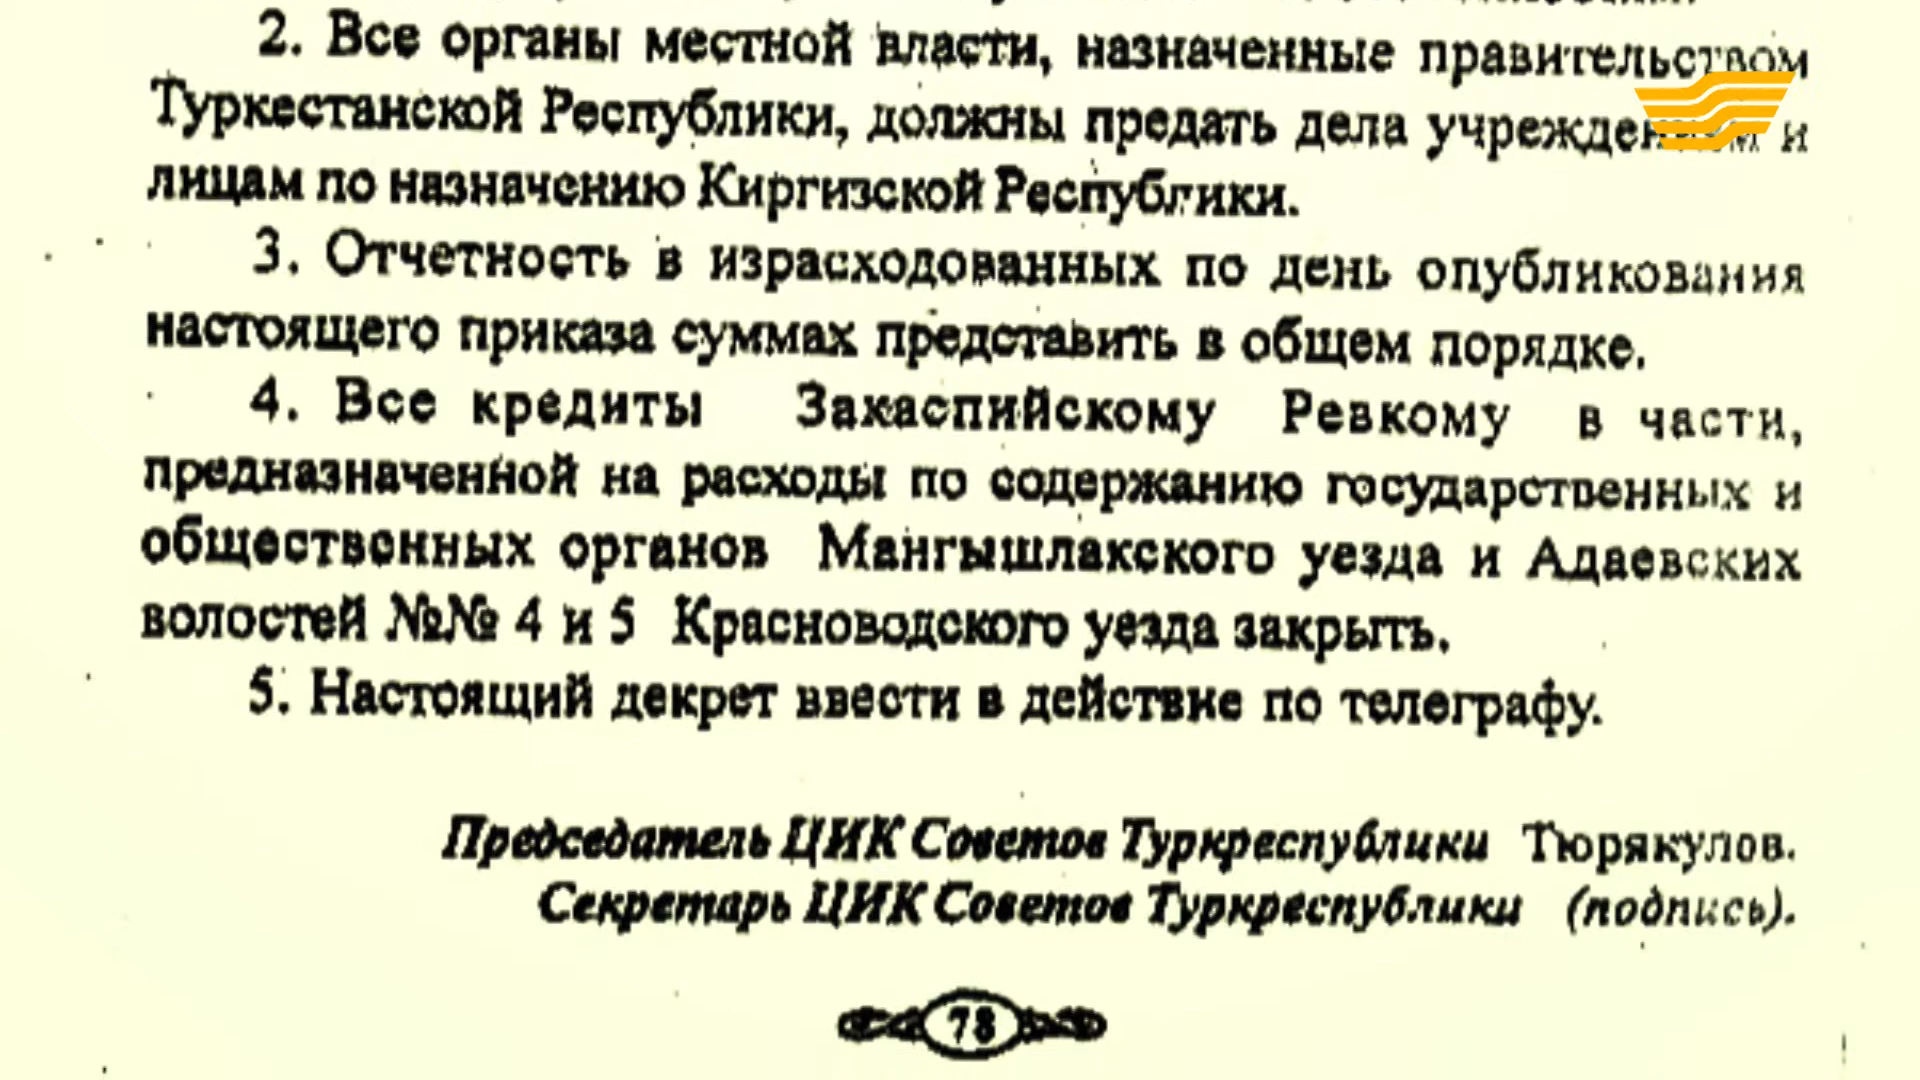 2. Все органы местной власти, назначенные правительством
Туркестанской Республики, должны предать дела учреждениям и
лицам по назначению Киргизской Республики.
3. Отчетность в израсходованных по день опубликования
настоящего приказа суммах представить в общем порядке.
4. Все кредиты Закаспийскому Ревкому в части,
предназначенной на расходы по содержанию государственных и
общественных органов Мангышлакского уезда и Адаевских
волостей №№ 4 и 5 Красноводского уезда закрыть.
5. Настоящий декрет ввести в действие по телеграфу.
Председатель ЦИК Советов Туркреспублики Тюрякулов.
Секретарь ЦИК Советов Туркреспублики (подпись).
78